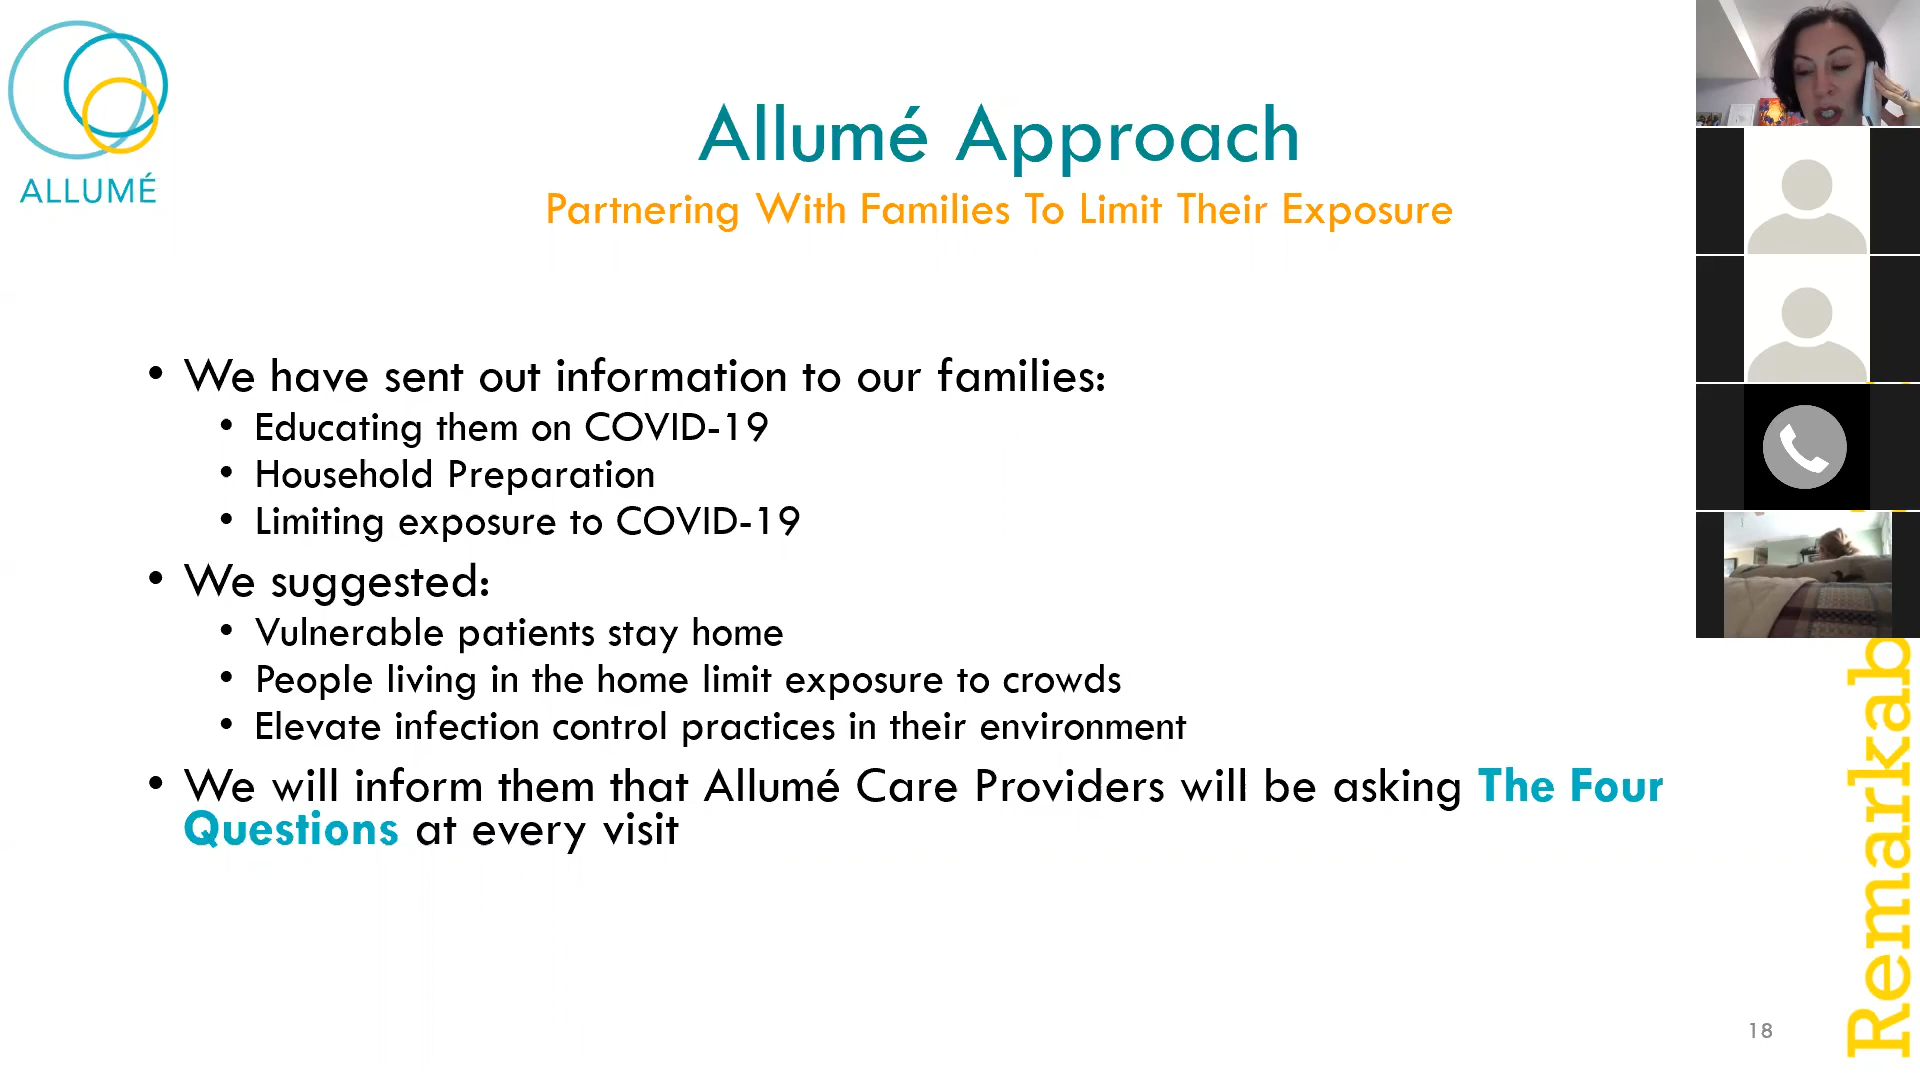 ALLUMÉ
Allumé Approach
Partnering With Families To Limit Their Exposure
• We have sent out information to our families:
• Educating them on COVID-19
• Household Preparation
• Limiting exposure to COVID-19
• We suggested:
• Vulnerable patients stay home
• People living in the home limit exposure to crowds
• Elevate infection control practices in their environment
• We will inform them that Allumé Care Providers will be asking The Four
Questions at every visit
Remarkab
18